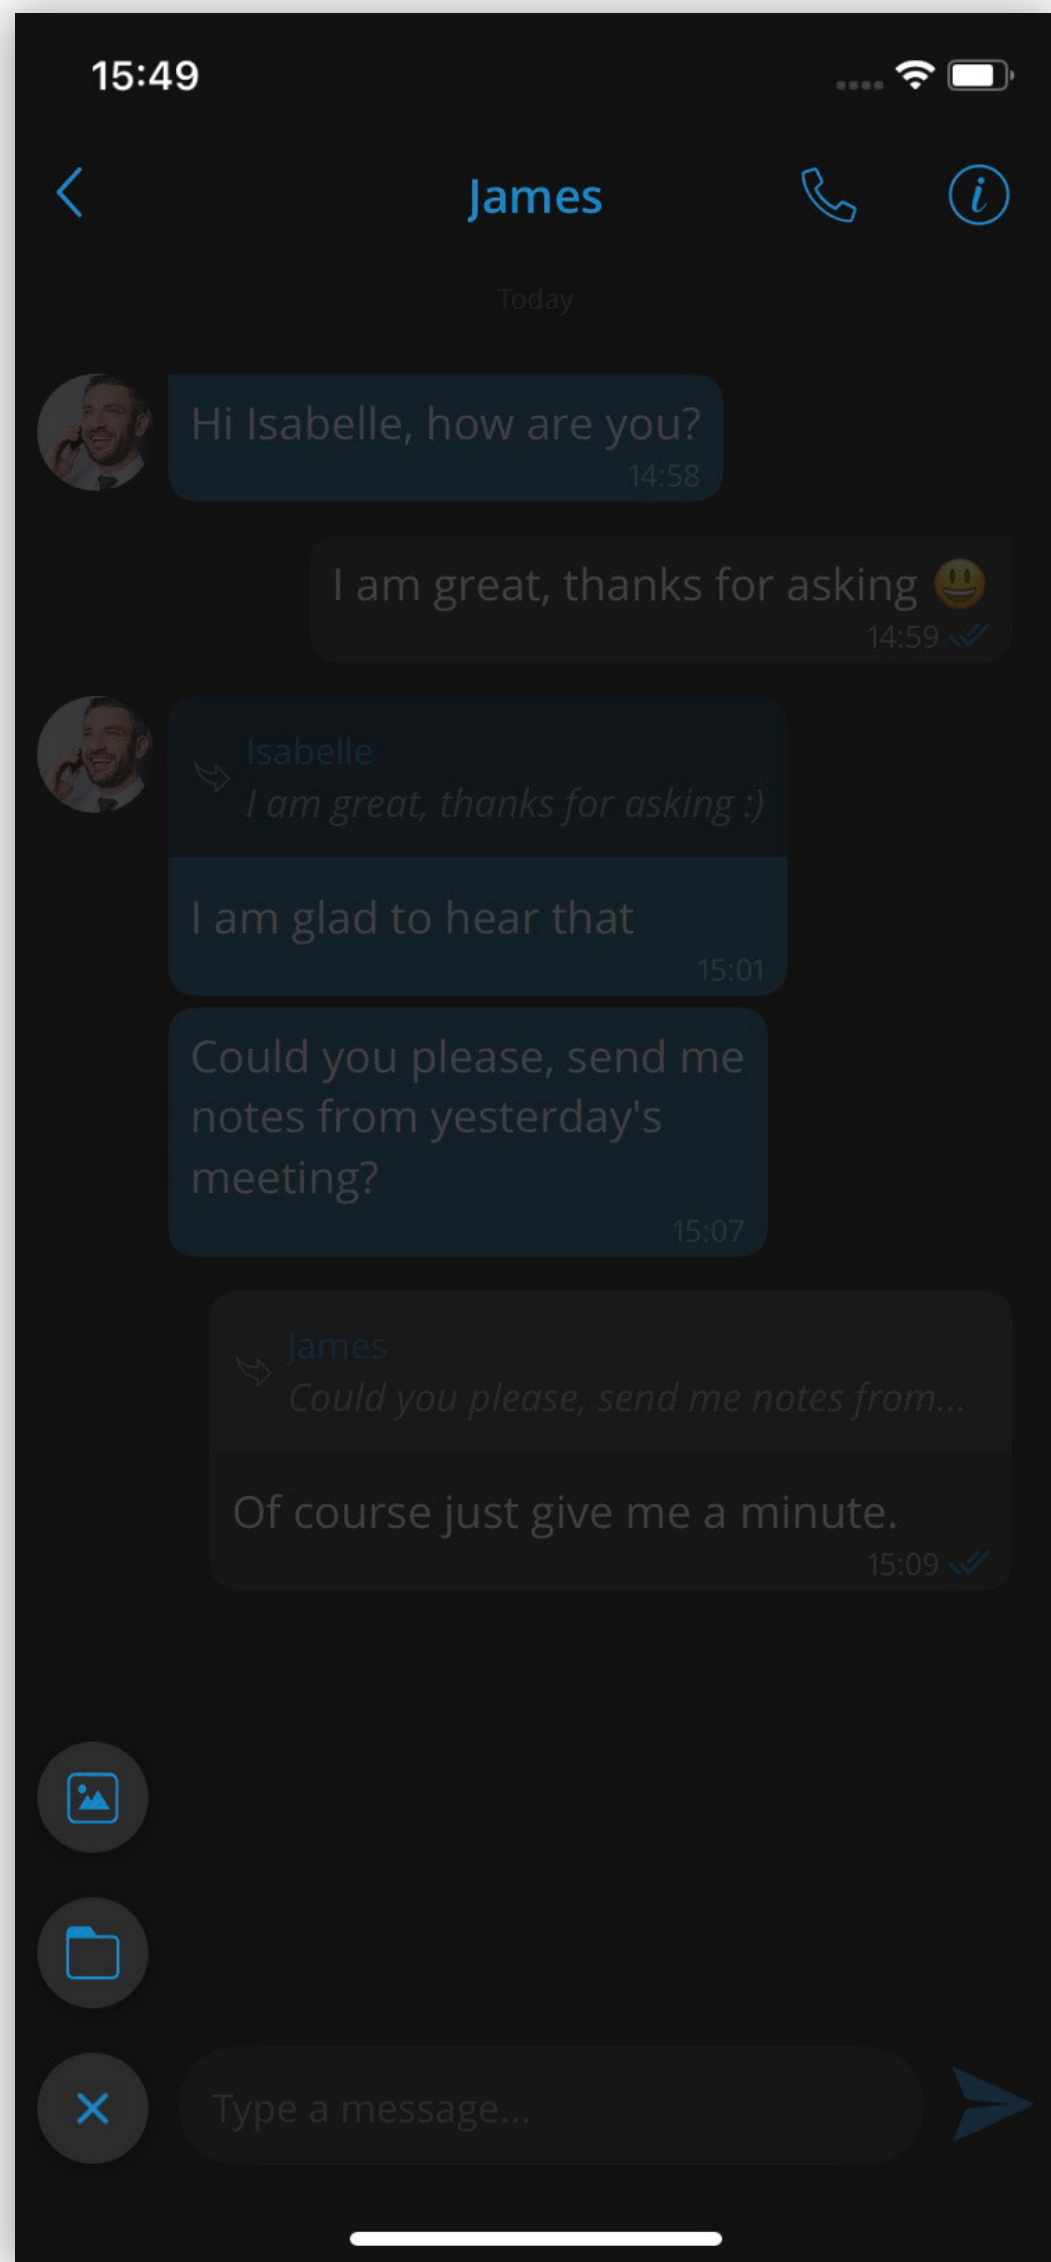 15:49
James
Today
Hi Isabelle, how are you?
14:58
I am great, thanks for asking 😃
14:59
Isabelle
I am great, thanks for asking :)
I am glad to hear that
15:01
Could you please, send me
notes from yesterday's
meeting?
15:07
James
Could you please, send me notes from...
Of course just give me a minute.
15:09
Type a message...